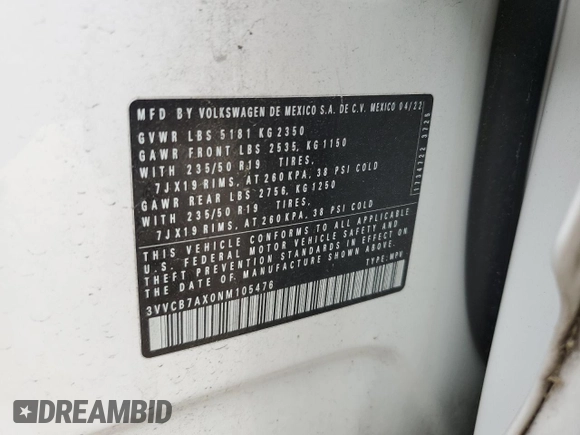 MFD BY VOLKSWAGEN DE MEXICO S.A. DE C.V. MEXICO 04/22
GVWR LBS 5181 KG 2350
GAWR FRONT LBS 2535, KG 1150
WITH 235/50 R19 TIRES,
7JX19 RIMS, AT 260 KPA, 38 PSI COLD
GAWR REAR LBS 2756, KG 1250
WITH 235/50 R19 TIRES,
7JX19 RIMS, AT 260 KPA, 38 PSI COLD
THIS VEHICLE CONFORMS TO ALL APPLICABLE
U.S. FEDERAL MOTOR VEHICLE SAFETY AND
THEFT PREVENTION STANDARDS IN EFFECT ON
THE DATE OF MANUFACTURE SHOWN ABOVE.
TYPE: MPV
3VVCB7AX0NM105476
DREAMBID